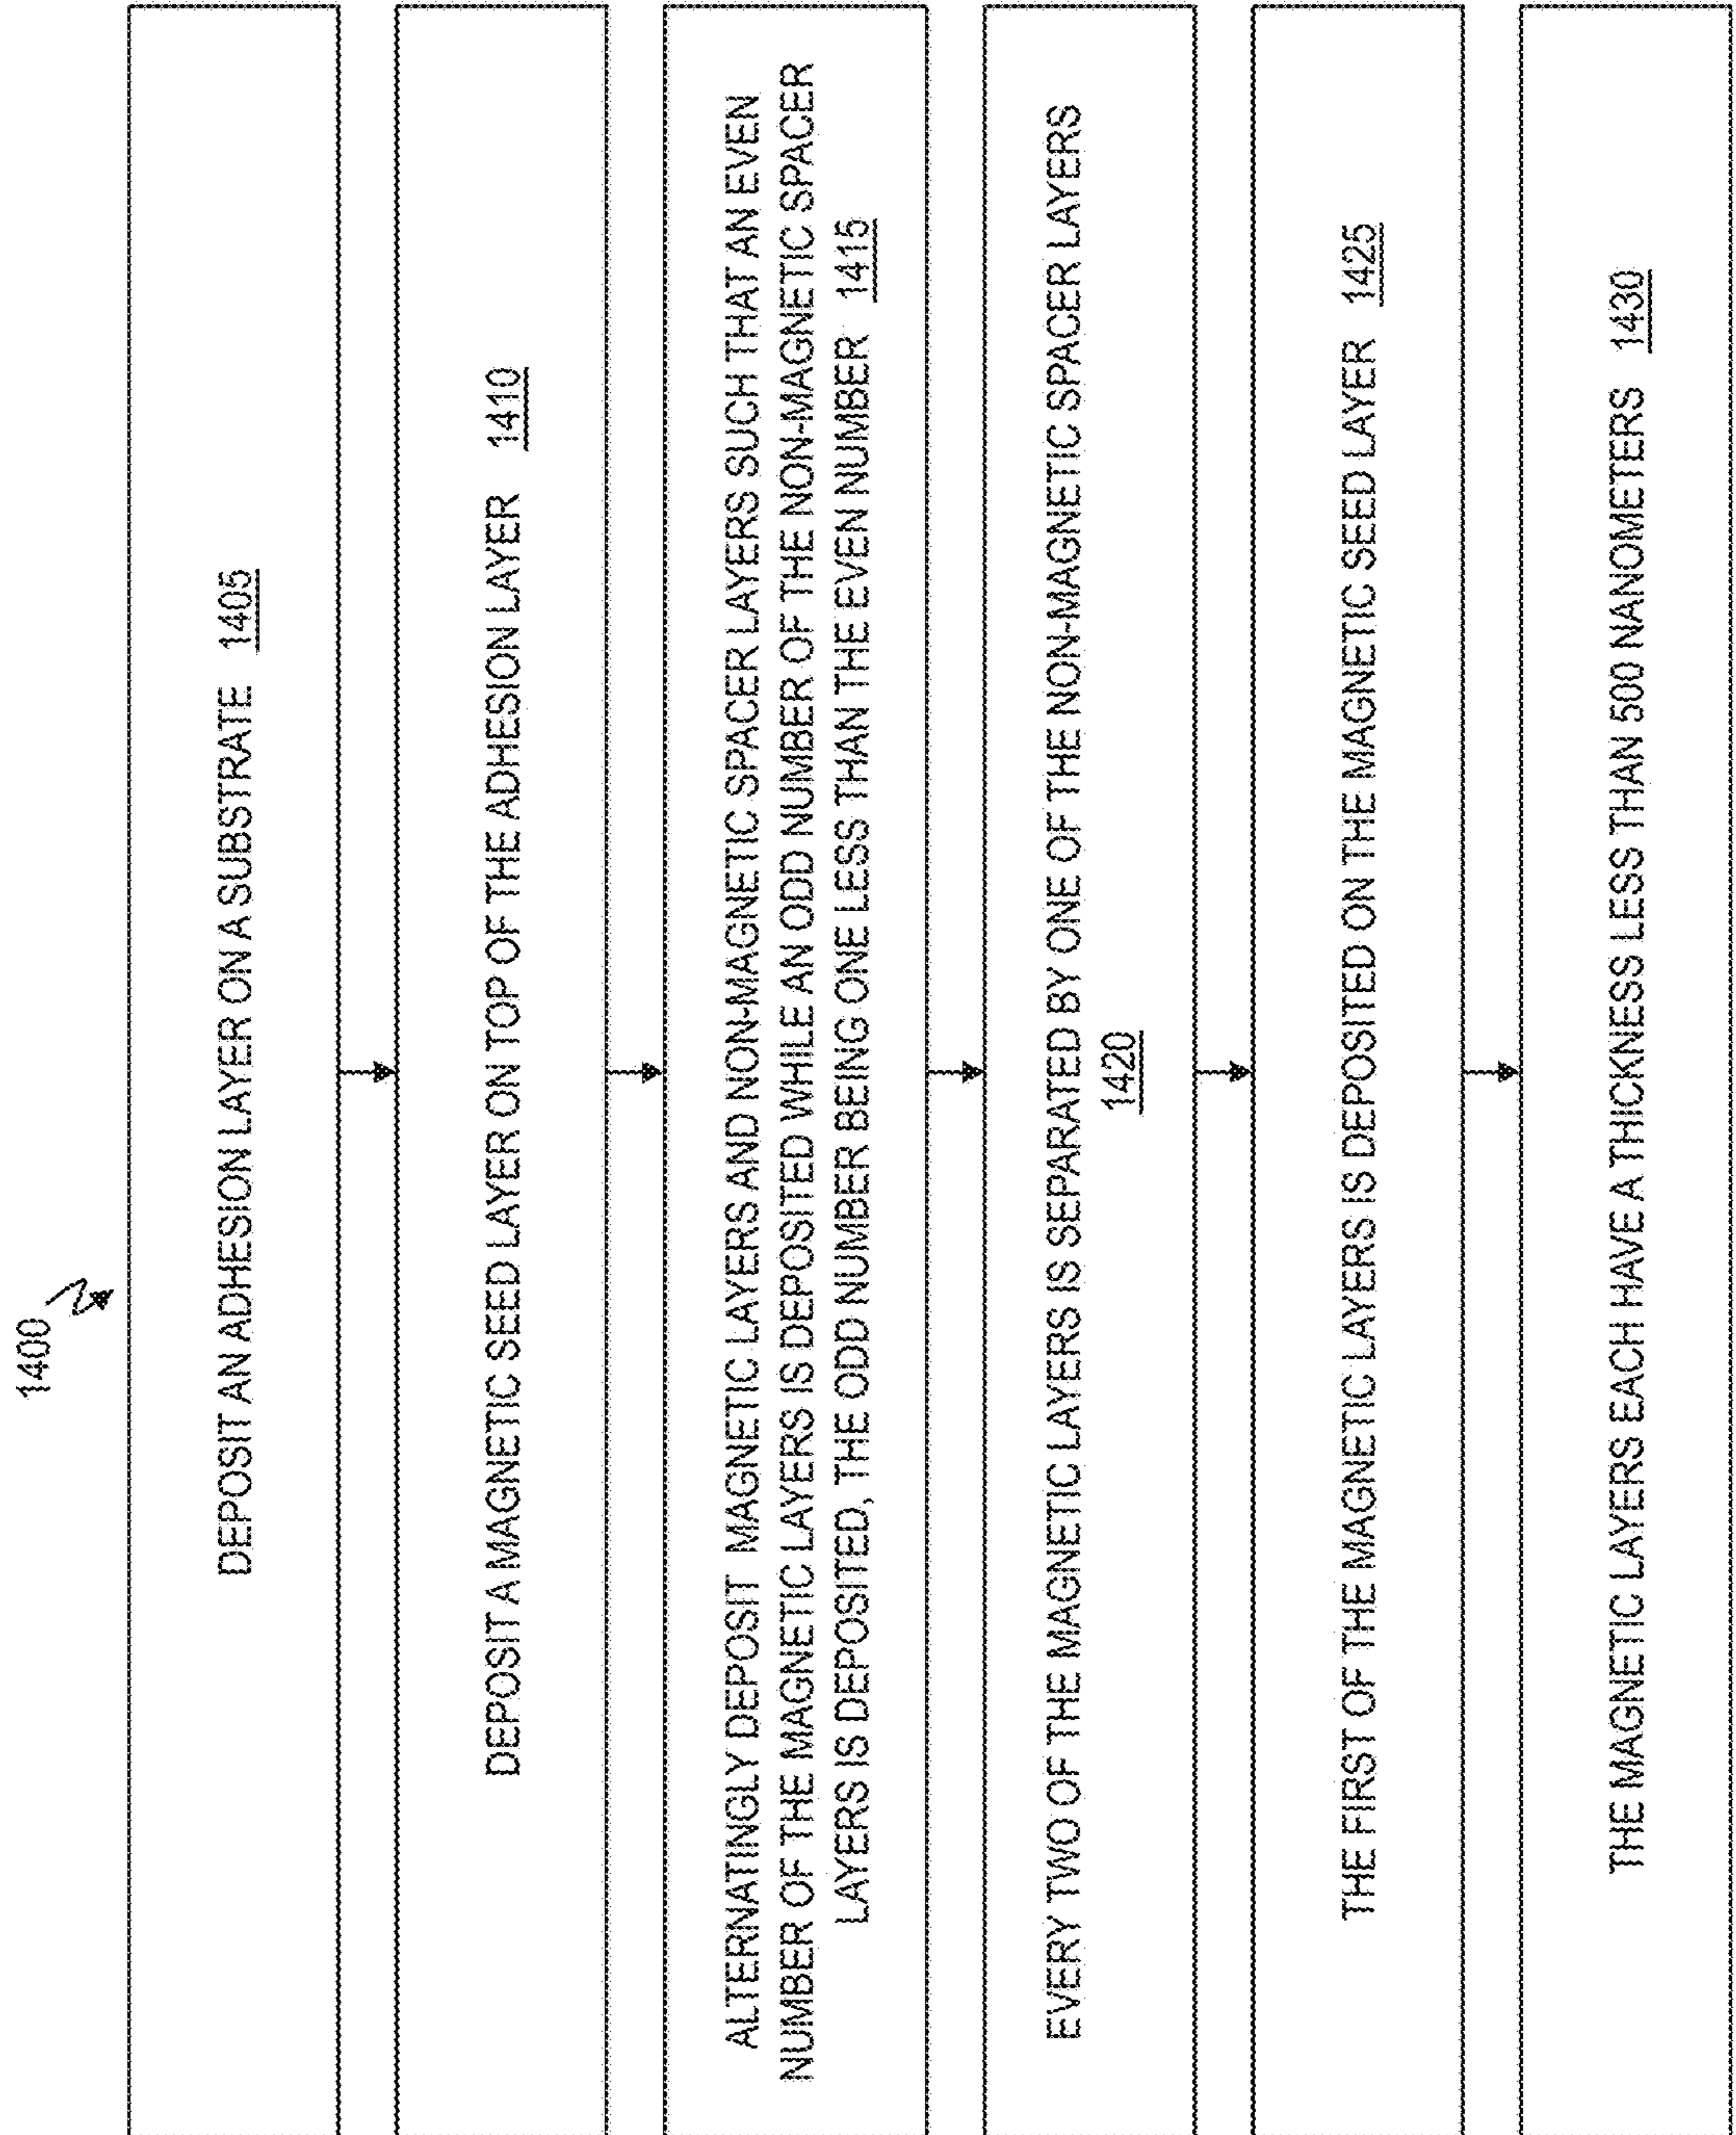 1400
DEPOSIT AN ADHESION LAYER ON A SUBSTRATE 1405
DEPOSIT A MAGNETIC SEED LAYER ON TOP OF THE ADHESION LAYER 1410
ALTERNATINGLY DEPOSIT MAGNETIC LAYERS AND NON-MAGNETIC SPACER LAYERS SUCH THAT AN EVEN
NUMBER OF THE MAGNETIC LAYERS IS DEPOSITED WHILE AN ODD NUMBER OF THE NON-MAGNETIC SPACER
LAYERS IS DEPOSITED, THE ODD NUMBER BEING ONE LESS THAN THE EVEN NUMBER 1415
EVERY TWO OF THE MAGNETIC LAYERS IS SEPARATED BY ONE OF THE NON-MAGNETIC SPACER LAYERS
1420
THE FIRST OF THE MAGNETIC LAYERS IS DEPOSITED ON THE MAGNETIC SEED LAYER 1425
THE MAGNETIC LAYERS EACH HAVE A THICKNESS LESS THAN 500 NANOMETERS 1430